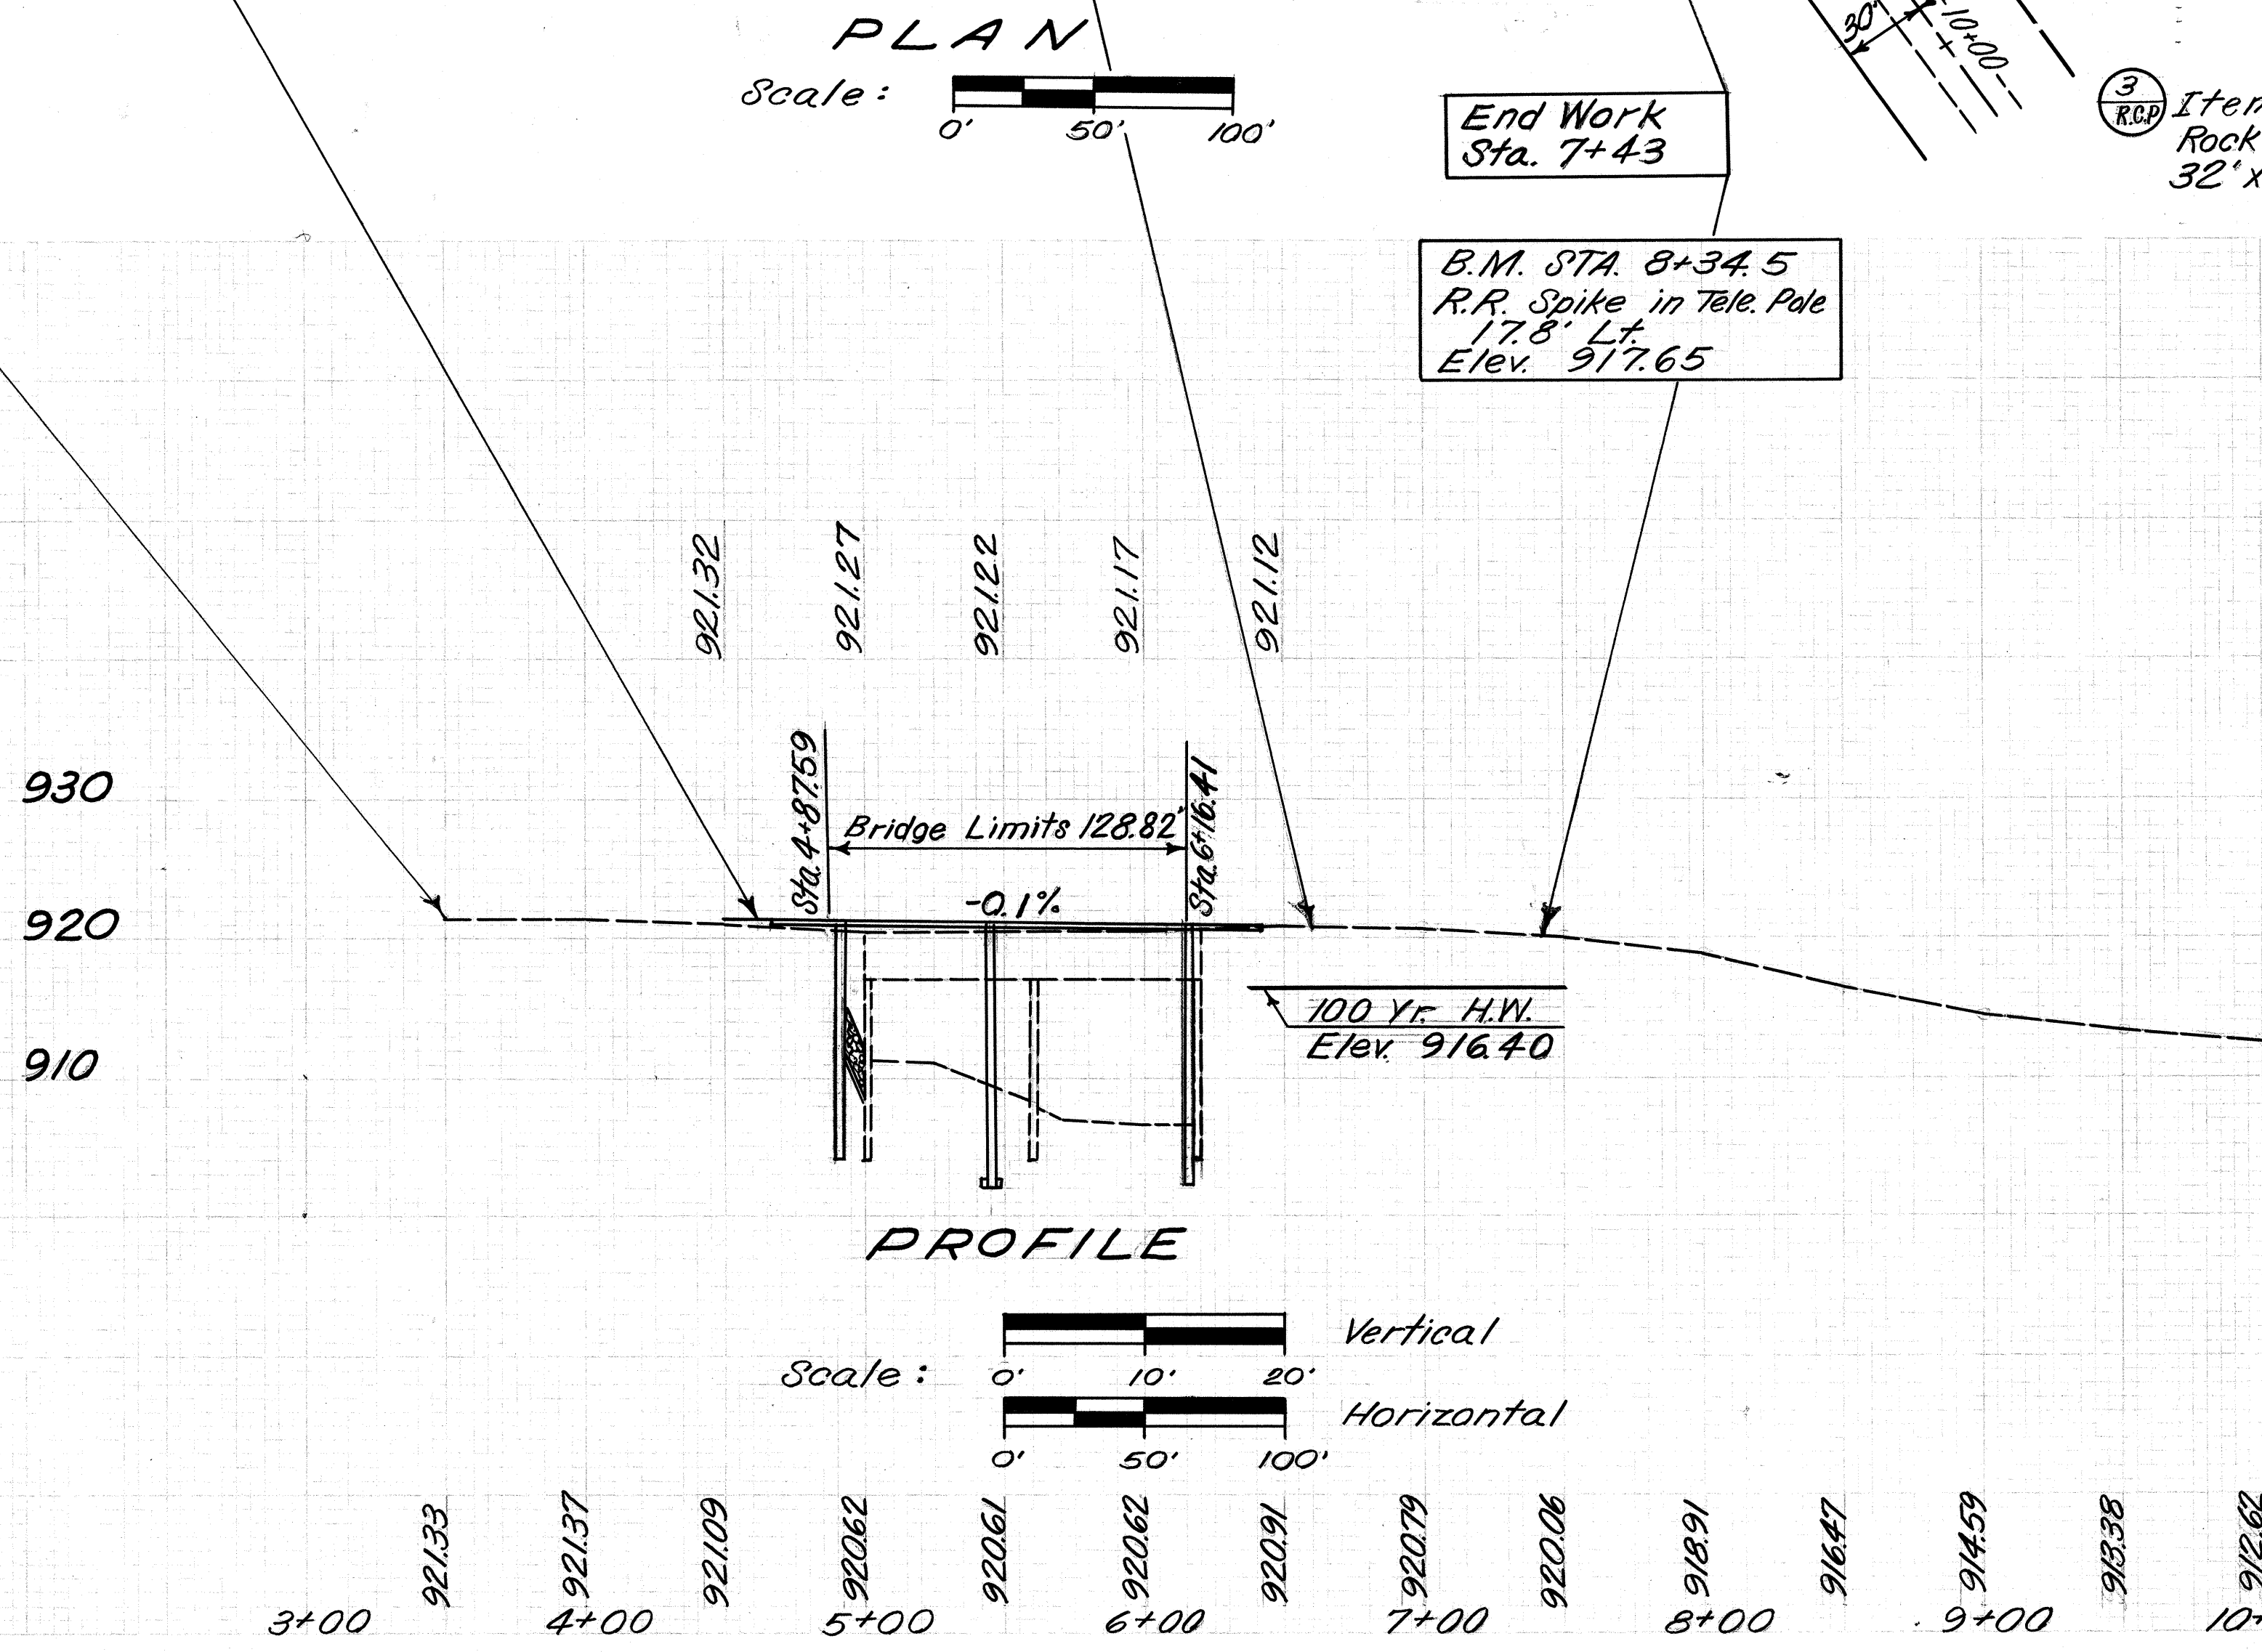 PLAN
Scale:
0' 50' 100'
30'
10+00
3
R.C.P
Item
Rock
32' x
End Work
Sta. 7+43
B.M. STA. 8+34.5
R.R. Spike in Tele. Pole
17.8' Lt.
Elev. 917.65
921.32 921.27 921.22 921.17 921.12
930
920
910
Sta. 4+87.59
Bridge Limits 128.82'
Sta. 6+16.41
-0.1%
100 Yr. H.W.
Elev. 916.40
PROFILE
Scale:
Vertical
0' 10' 20'
Horizontal
0' 50' 100'
921.33 921.37 921.09 920.62 920.61 920.62 920.91 920.79 920.06 918.91 916.47 914.59 913.38 912.62
3+00 4+00 5+00 6+00 7+00 8+00 9+00 10+